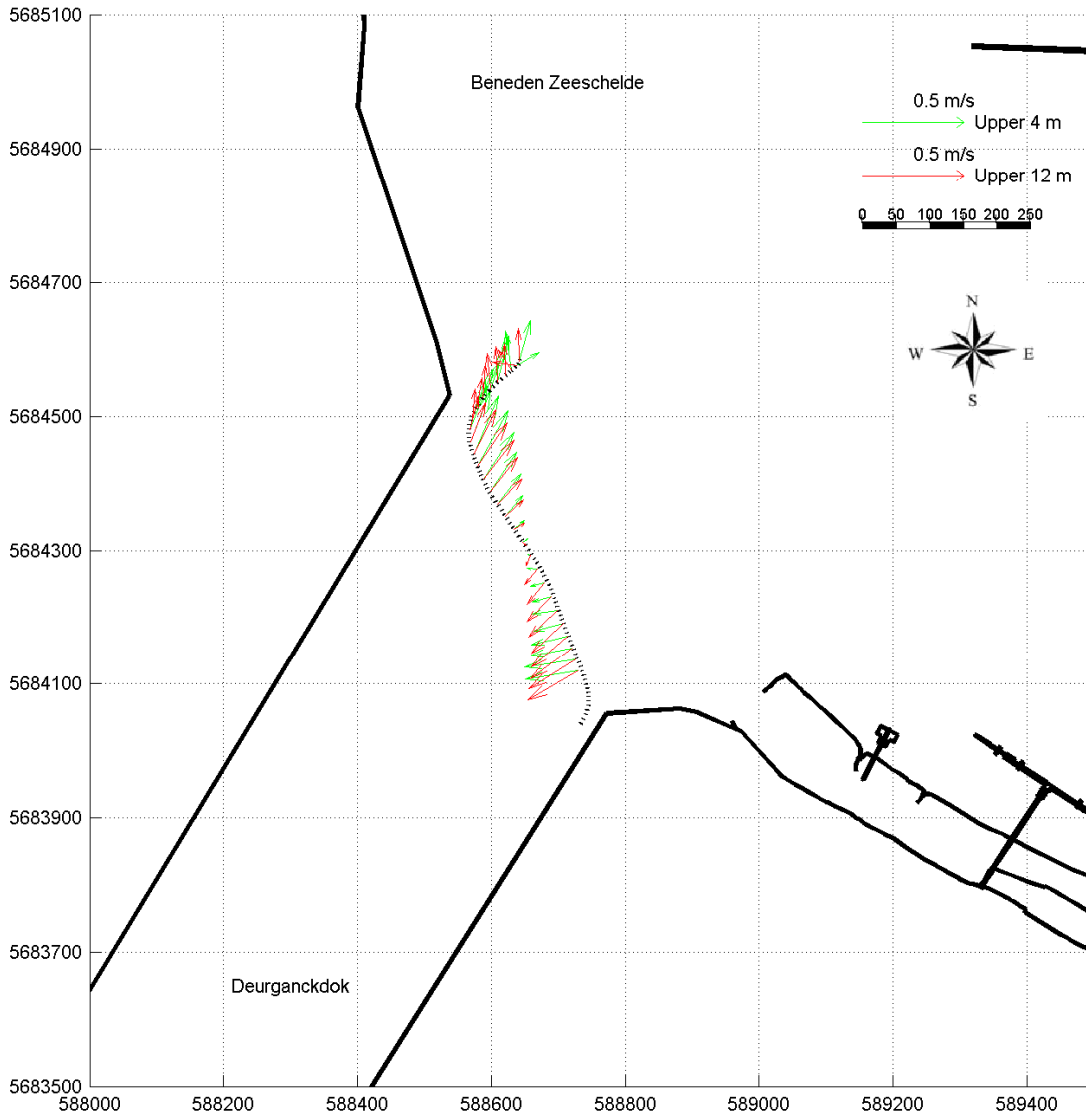 5685100
Beneden Zeeschelde
0.5 m/s
Upper 4 m
5684900
0.5 m/s
Upper 12 m
0 50 100 150 200 250
5684700
N
W E
S
5684500
5684300
5684100
5683900
5683700
Deurganckdok
5683500
588000 588200 588400 588600 588800 589000 589200 589400